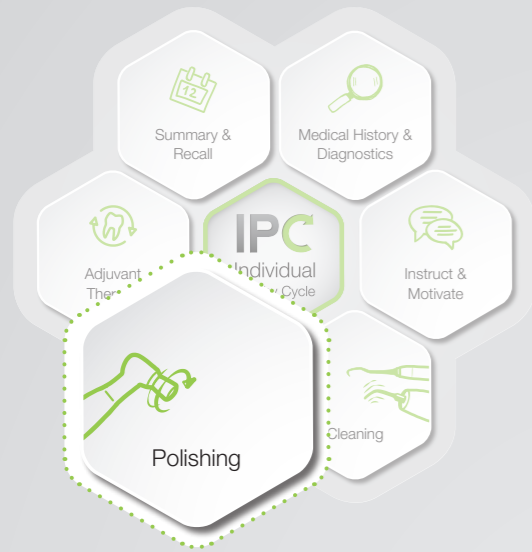 12
Summary &
Recall
Medical History &
Diagnostics
IPC
Individual
Cycle
Adjuvant
Instruct &
Motivate
Cleaning
Polishing